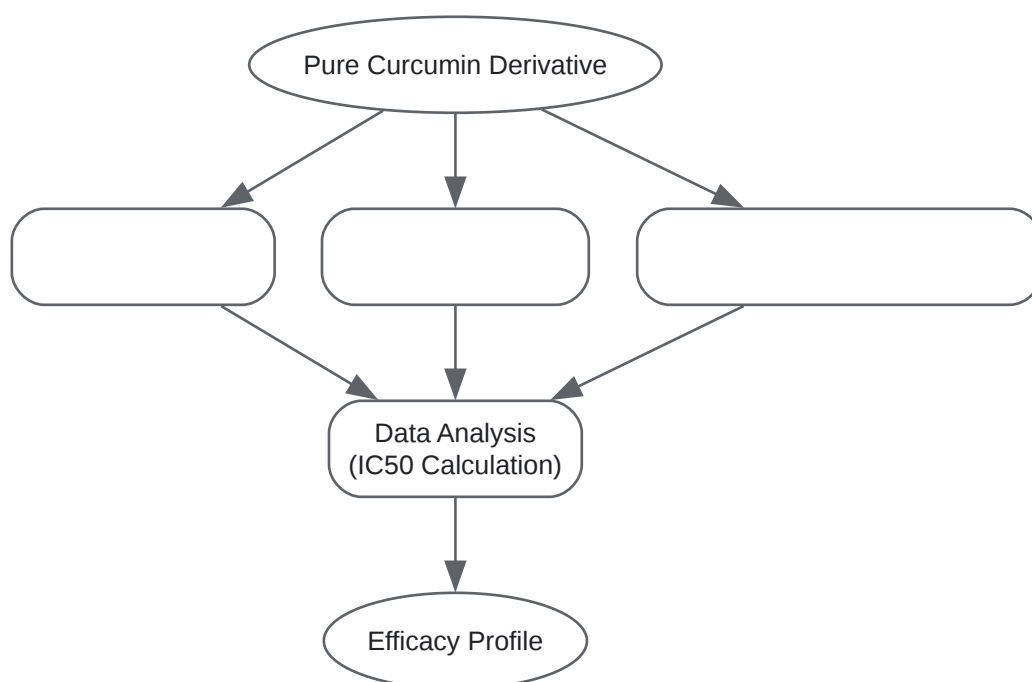 Pure Curcumin Derivative
Data Analysis
(IC50 Calculation)
Efficacy Profile